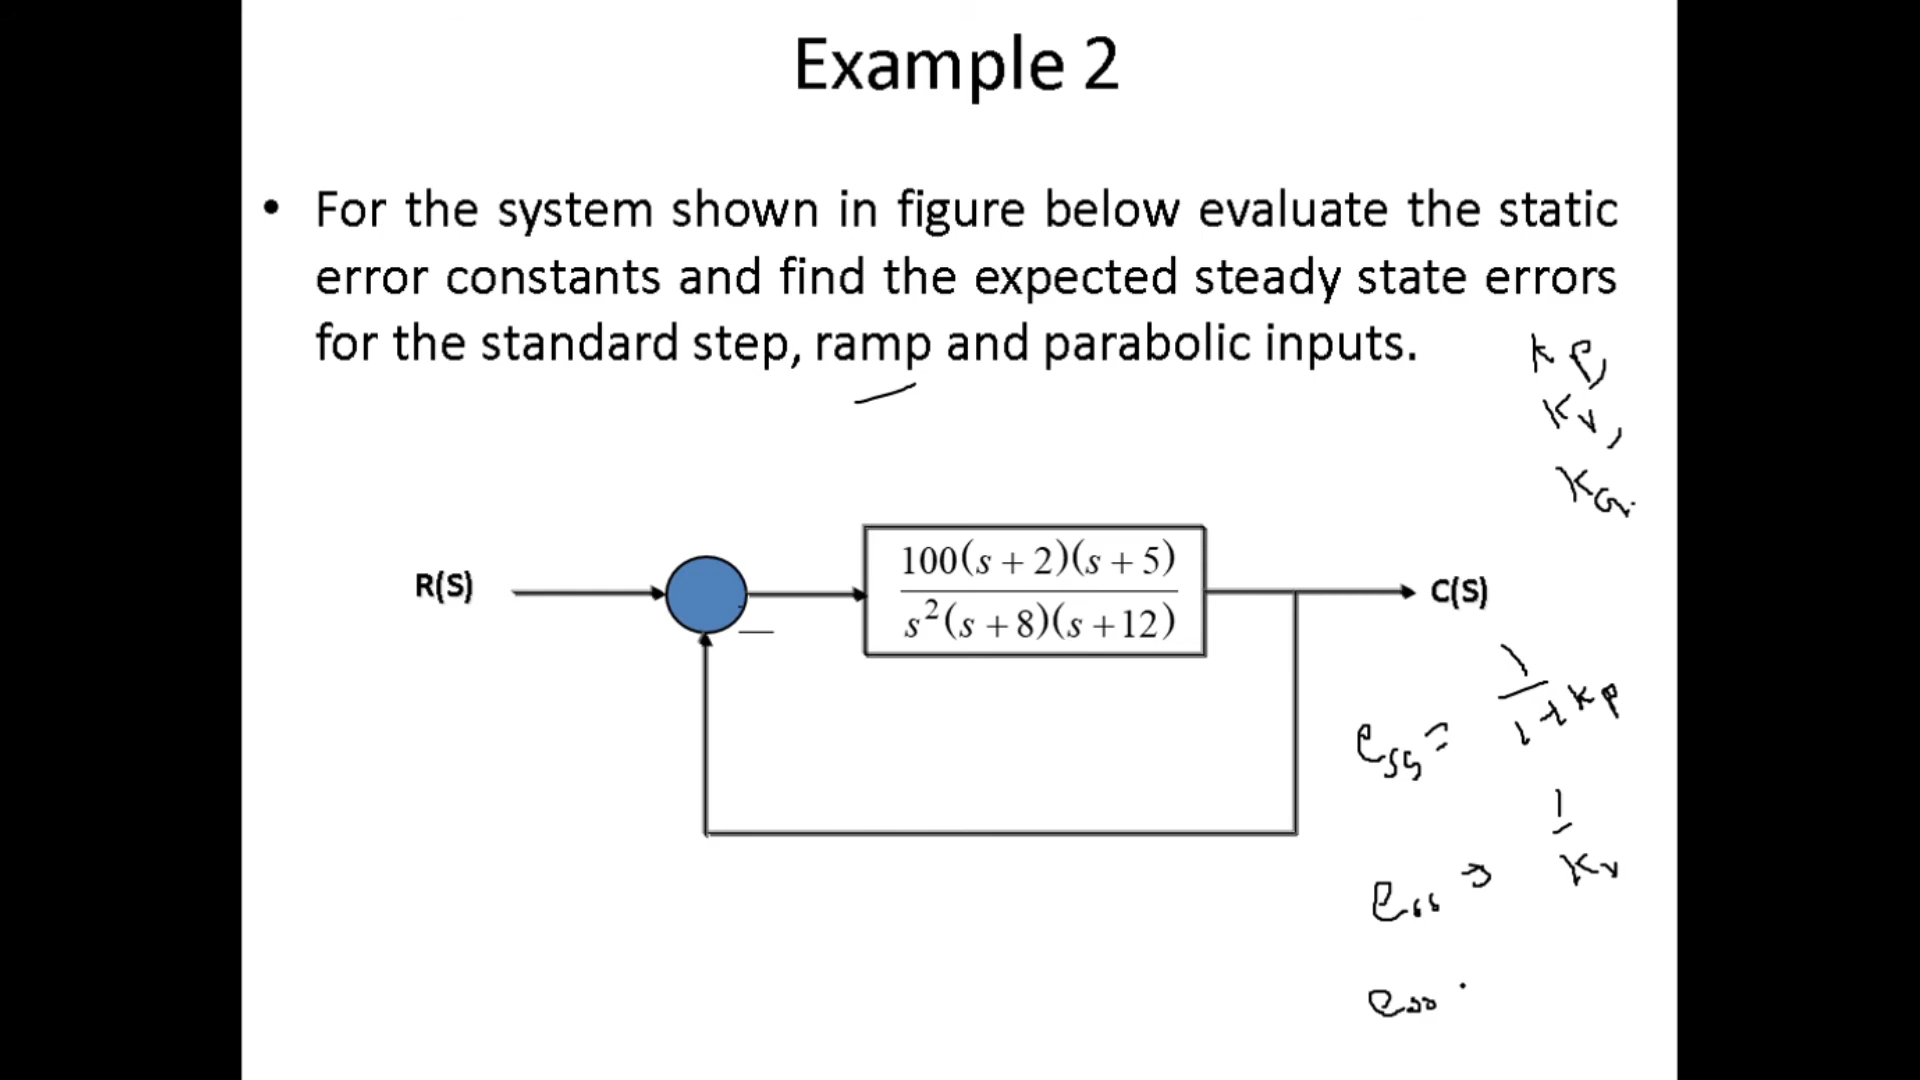 Example 2
• For the system shown in figure below evaluate the static
error constants and find the expected steady state errors
for the standard step, ramp and parabolic inputs.
Kp,
Kv,
Ka.
R(S)
100(s + 2)(s + 5)
s²(s + 8)(s + 12)
C(S)
—
ess = 1/1+Kp
ess ⇒ 1/Kv
ess